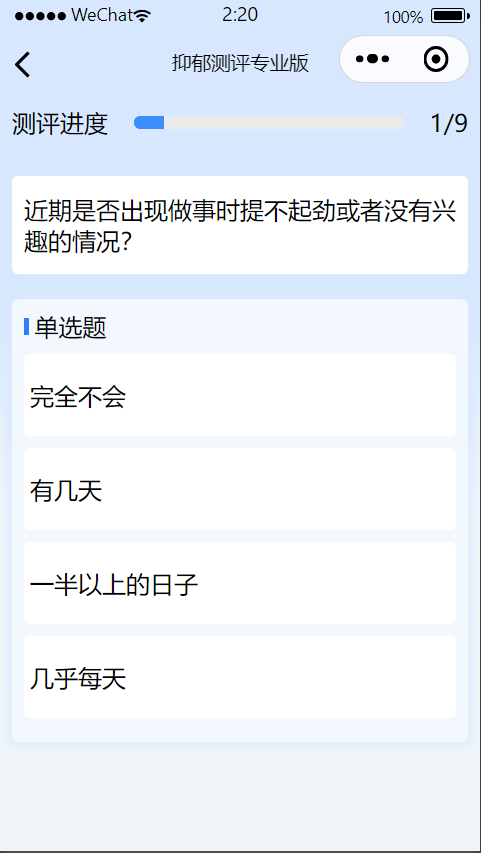 WeChat 2:20 100%
抑郁测评专业版
测评进度 1/9
近期是否出现做事时提不起劲或者没有兴
趣的情况?
单选题
完全不会
有几天
一半以上的日子
几乎每天